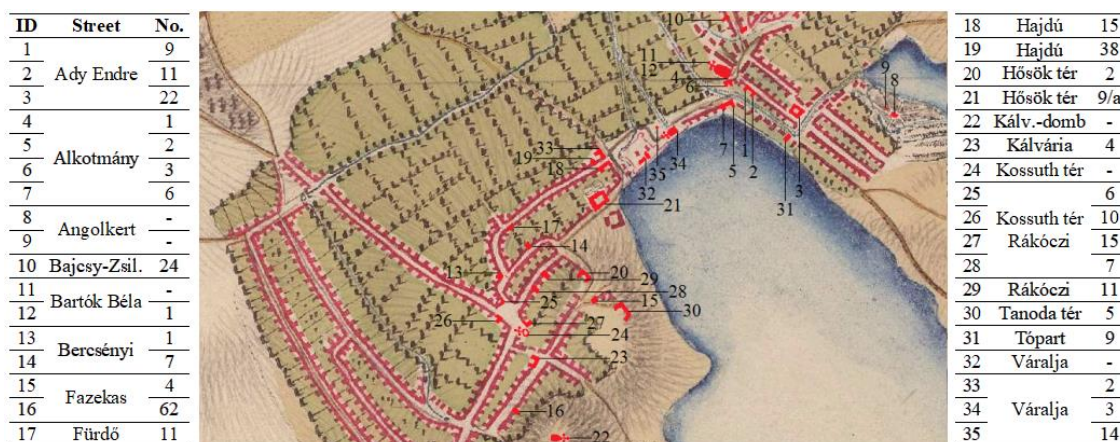 ID Street No.
1 9
2 Ady Endre 11
3 22
4 1
5 2
Alkotmány
6 3
7 6
8 -
Angolkert
9 -
10 Bajcsy-Zsil. 24
11 -
Bartók Béla
12 1
13 1
Bercsényi
14 7
15 4
Fazekas
16 62
17 Fürdő 11
10
11
12
4
6
9 8
33
19
18
34
35
32
7
5
1
2
3
31
21
17
14
13
20
29
28
15
30
25
26
27
24
23
16
22
18 Hajdú 15
19 Hajdú 38
20 Hősök tér 2
21 Hősök tér 9/a
22 Kálv.-domb -
23 Kálvária 4
24 Kossuth tér -
25 6
26 Kossuth tér 10
27 Rákóczi 15
28 7
29 Rákóczi 11
30 Tanoda tér 5
31 Tópart 9
32 Váralja -
33 2
34 Váralja 3
35 14